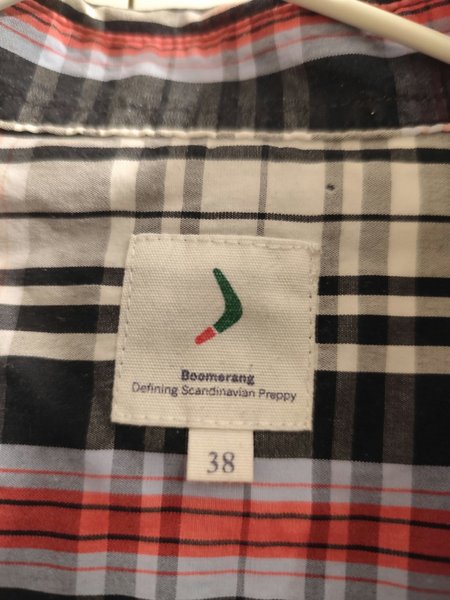 Boomerang
Defining Scandinavian Preppy
38